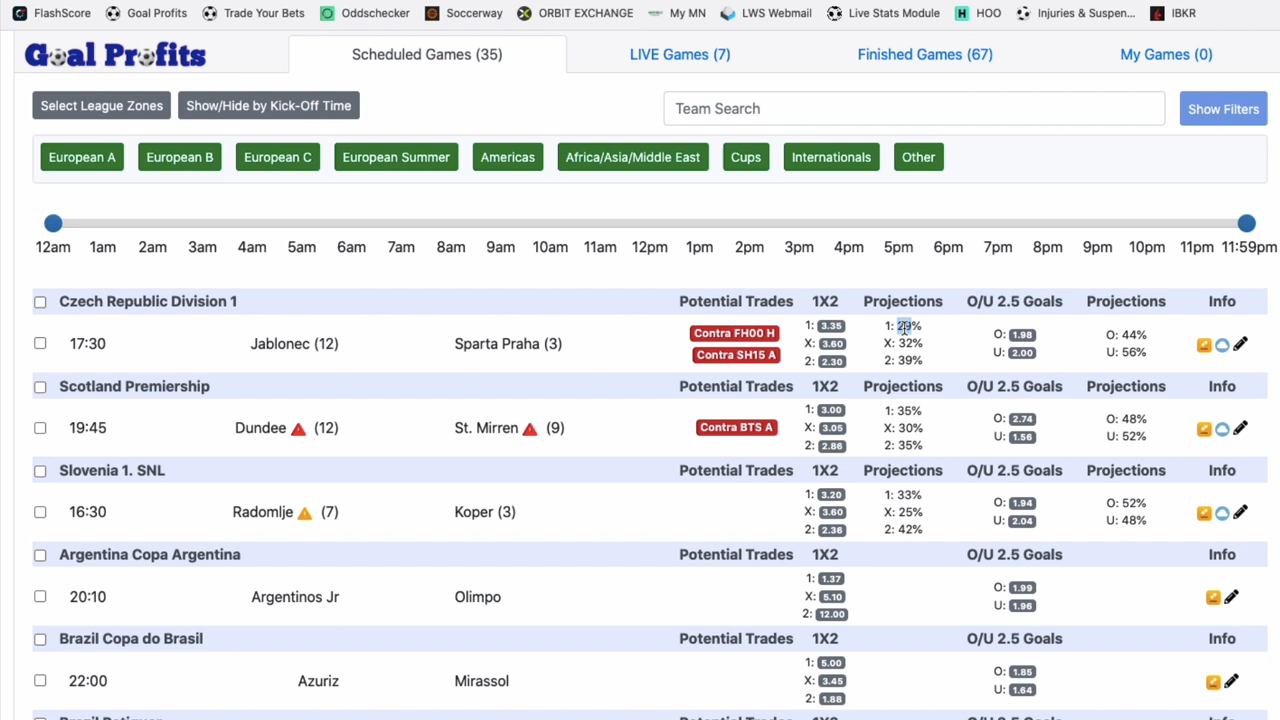 FlashScore Goal Profits Trade Your Bets Oddschecker Soccerway ORBIT EXCHANGE My MN LWS Webmail Live Stats Module HOO Injuries & Suspen... IBKR
Goal Profits Scheduled Games (35) LIVE Games (7) Finished Games (67) My Games (0)
Select League Zones Show/Hide by Kick-Off Time Team Search Show Filters
European A European B European C European Summer Americas Africa/Asia/Middle East Cups Internationals Other
12am 1am 2am 3am 4am 5am 6am 7am 8am 9am 10am 11am 12pm 1pm 2pm 3pm 4pm 5pm 6pm 7pm 8pm 9pm 10pm 11pm 11:59pm
Czech Republic Division 1 Potential Trades 1X2 Projections O/U 2.5 Goals Projections Info
17:30 Jablonec (12) Sparta Praha (3)
Contra FH00 H
Contra SH15 A
1: 3.35
X: 3.60
2: 2.30
1: 29%
X: 32%
2: 39%
O: 1.98
U: 2.00
O: 44%
U: 56%
Scotland Premiership Potential Trades 1X2 Projections O/U 2.5 Goals Projections Info
19:45 Dundee (12) St. Mirren (9)
Contra BTS A
1: 3.00
X: 3.05
2: 2.86
1: 35%
X: 30%
2: 35%
O: 2.74
U: 1.56
O: 48%
U: 52%
Slovenia 1. SNL Potential Trades 1X2 Projections O/U 2.5 Goals Projections Info
16:30 Radomlje (7) Koper (3)
1: 3.20
X: 3.60
2: 2.36
1: 33%
X: 25%
2: 42%
O: 1.94
U: 2.04
O: 52%
U: 48%
Argentina Copa Argentina Potential Trades 1X2 O/U 2.5 Goals Info
20:10 Argentinos Jr Olimpo
1: 1.37
X: 5.10
2: 12.00
O: 1.99
U: 1.96
Brazil Copa do Brasil Potential Trades 1X2 O/U 2.5 Goals Info
22:00 Azuriz Mirassol
1: 5.00
X: 3.45
2: 1.88
O: 1.85
U: 1.64